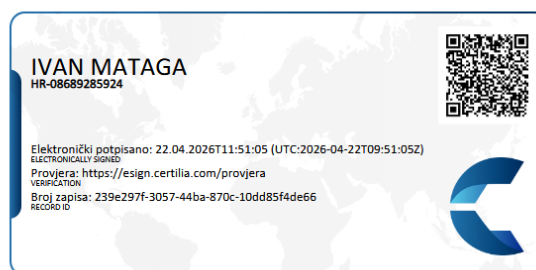 IVAN MATAGA
HR-08689285924
Elektronički potpisano: 22.04.2026T11:51:05 (UTC:2026-04-22T09:51:05Z)
ELECTRONICALLY SIGNED
Provjera: https://esign.certilia.com/provjera
VERIFICATION
Broj zapisa: 239e297f-3057-44ba-870c-10dd85f4de66
RECORD ID